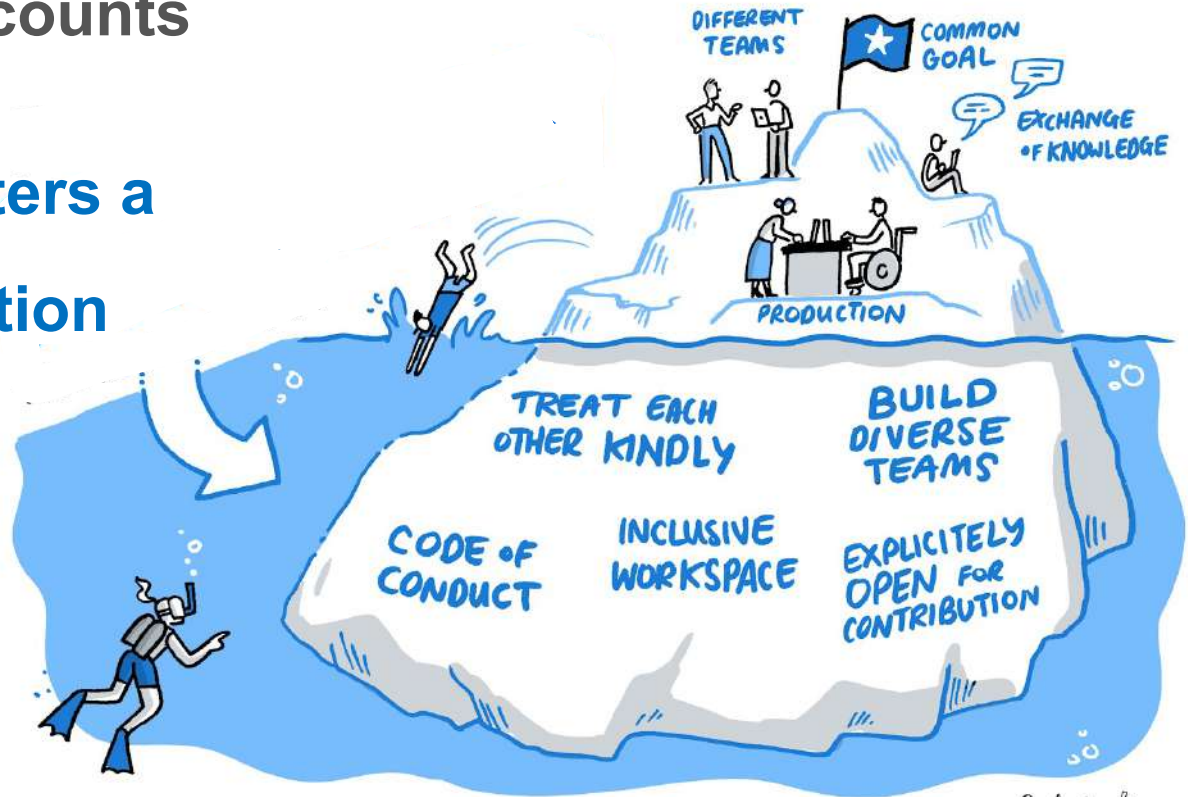 counts
ters a
tion
DIFFERENT
TEAMS
COMMON
GOAL
EXCHANGE
OF KNOWLEDGE
PRODUCTION
TREAT EACH
OTHER KINDLY
BUILD
DIVERSE
TEAMS
CODE OF
CONDUCT
INCLUSIVE
WORKSPACE
EXPLICITELY
OPEN FOR
CONTRIBUTION